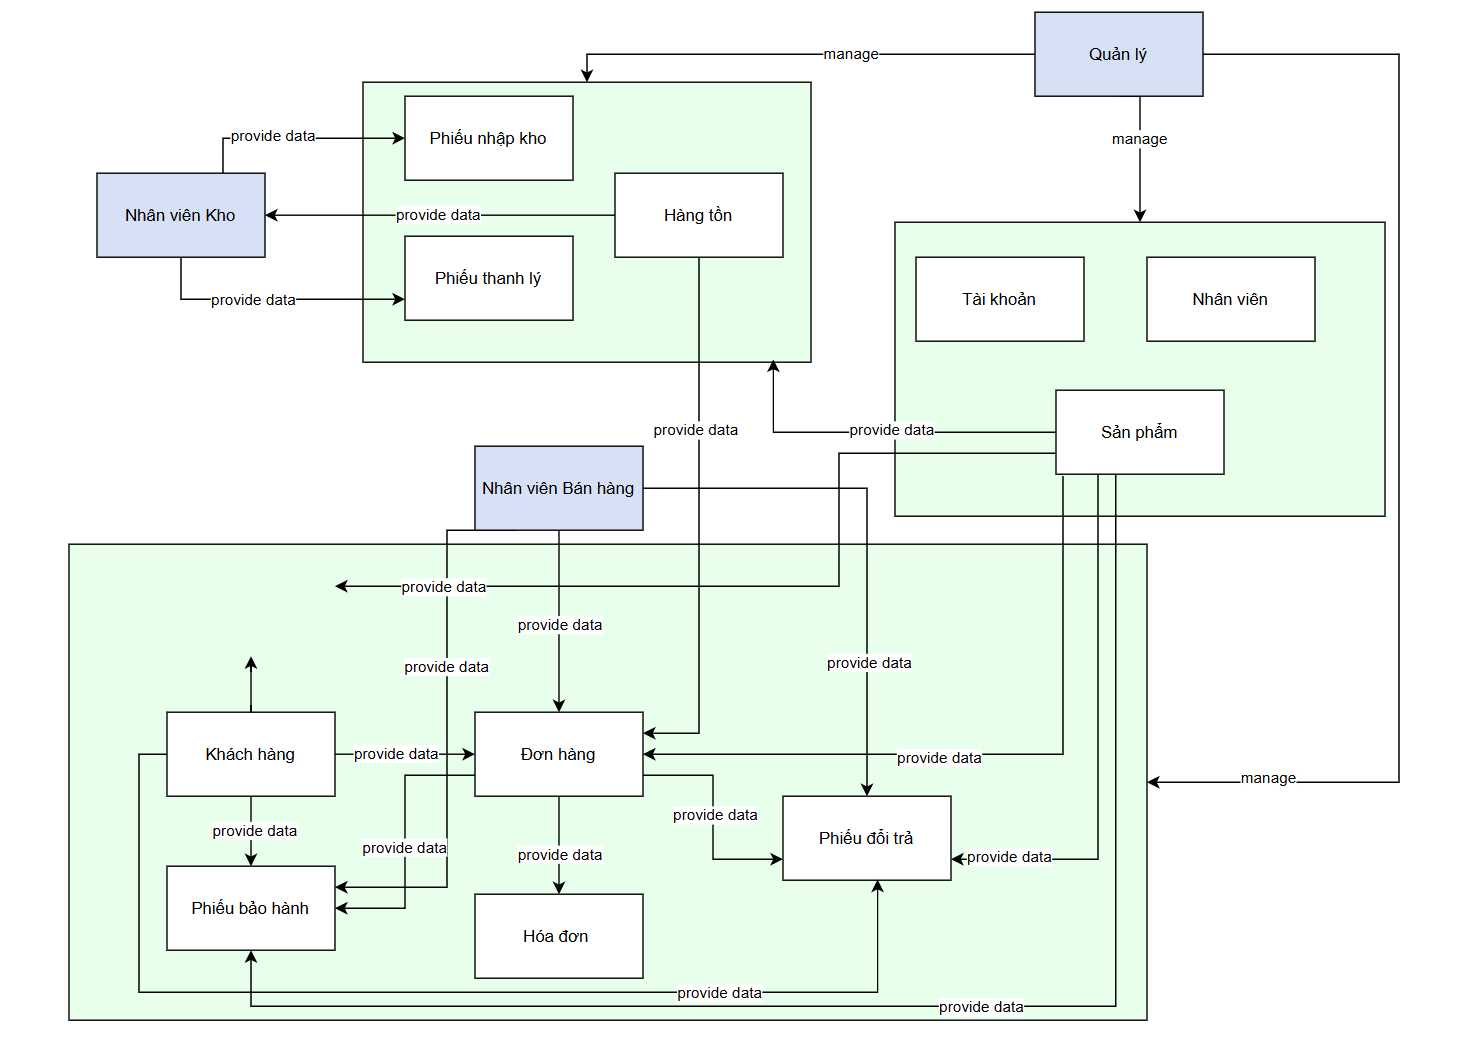 Quản lý
manage
manage
Phiếu nhập kho
provide data
Nhân viên Kho
provide data
Hàng tồn
Phiếu thanh lý
provide data
Tài khoản
Nhân viên
provide data
provide data
Sản phẩm
Nhân viên Bán hàng
provide data
provide data
provide data
provide data
Khách hàng
provide data
Đơn hàng
provide data
manage
provide data
provide data
provide data
provide data
Phiếu đổi trả
provide data
Phiếu bảo hành
Hóa đơn
provide data
provide data